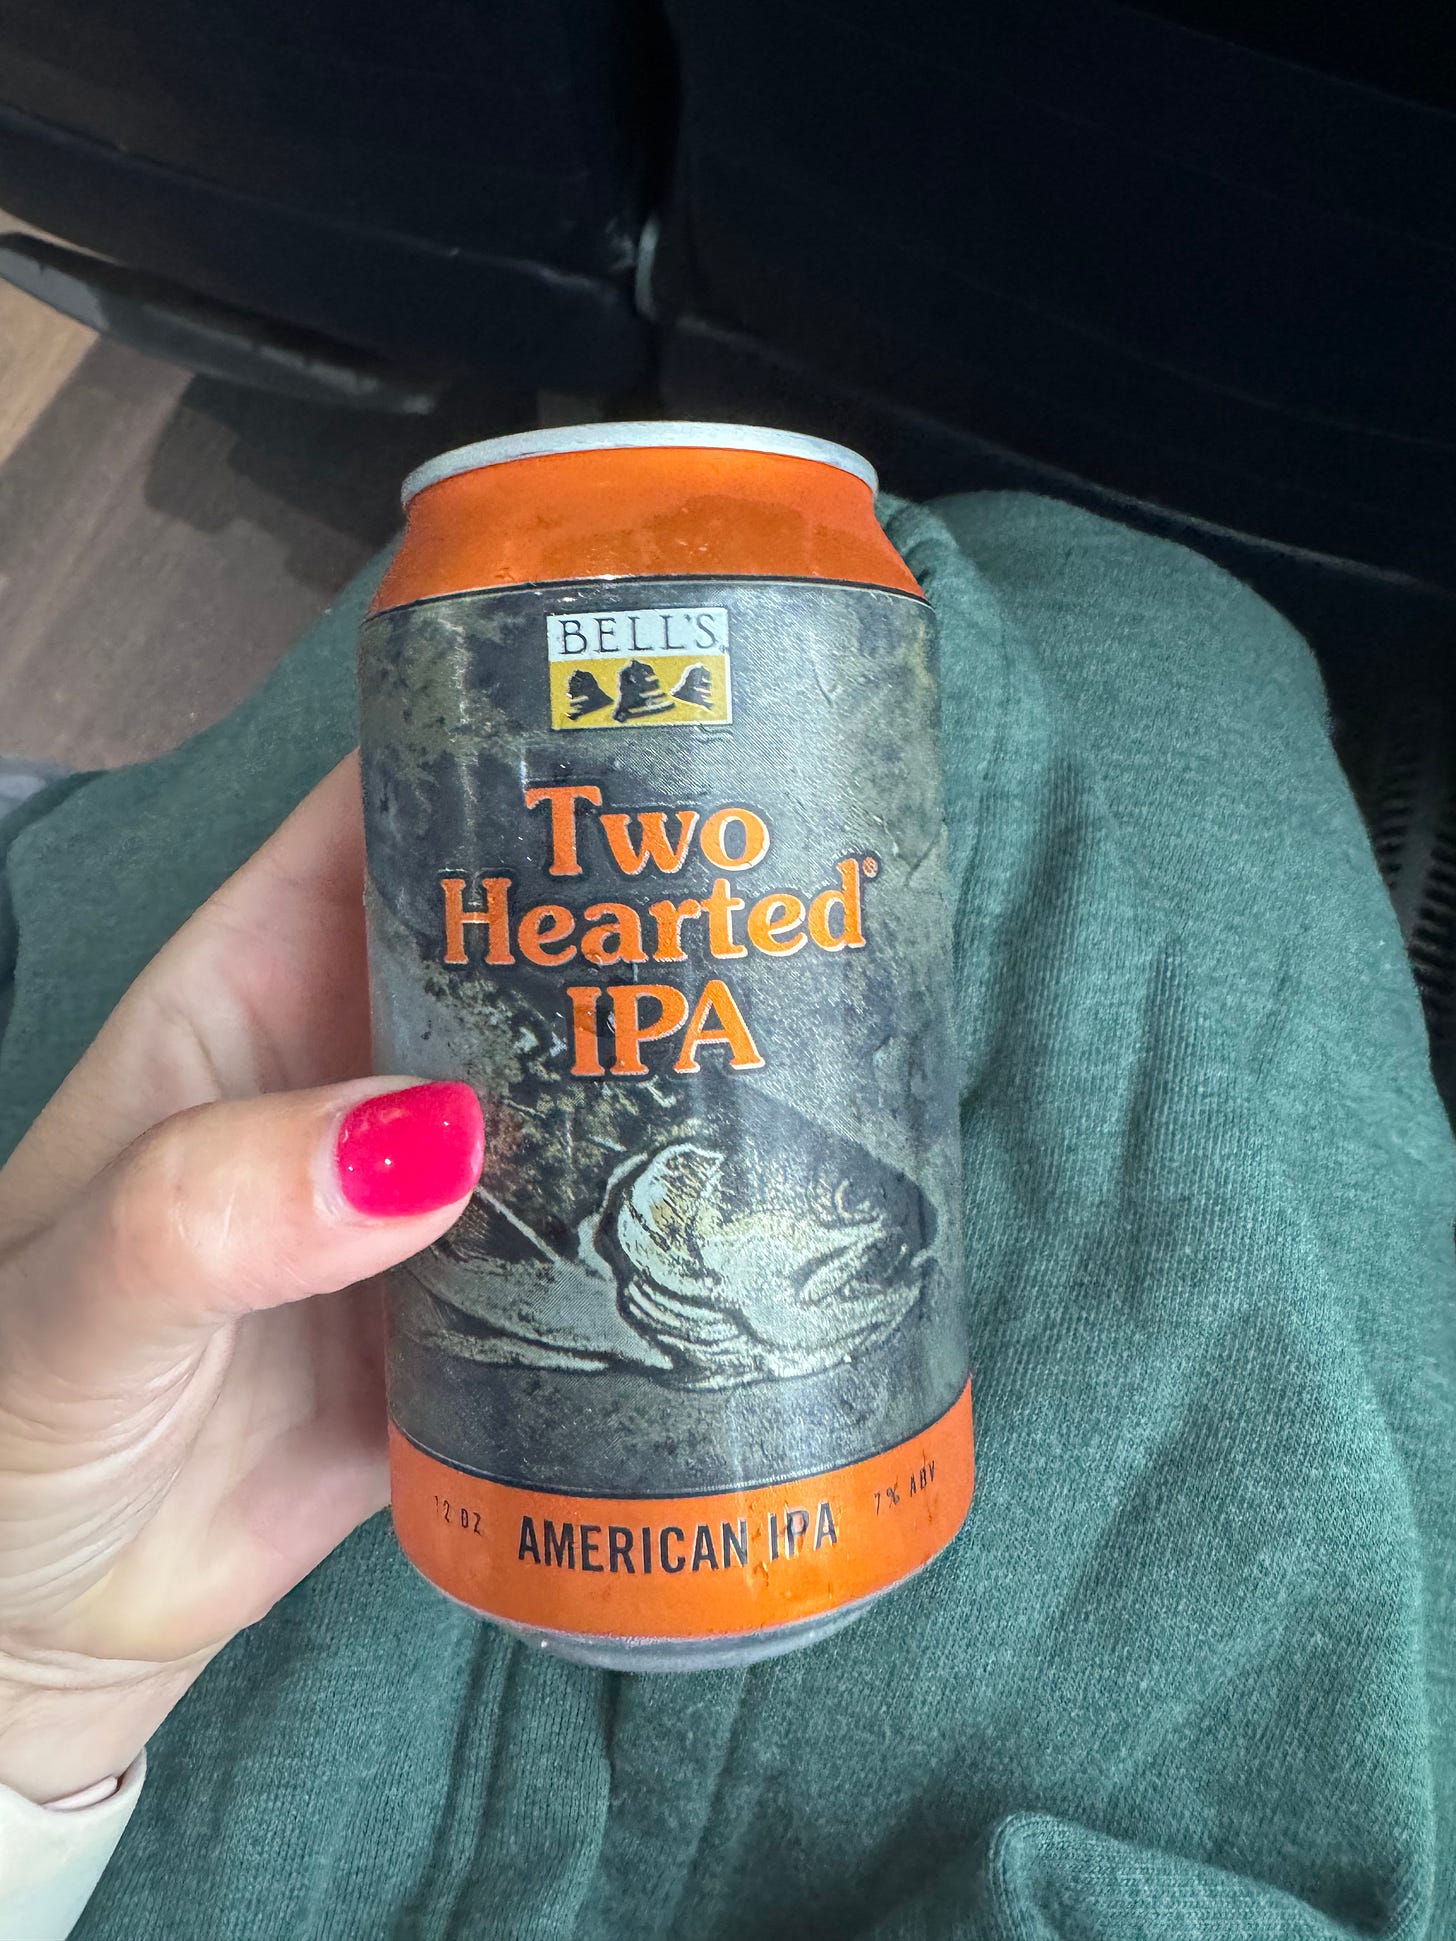 BELL'S
Two
Hearted®
IPA
12 OZ AMERICAN IPA 7% ABV